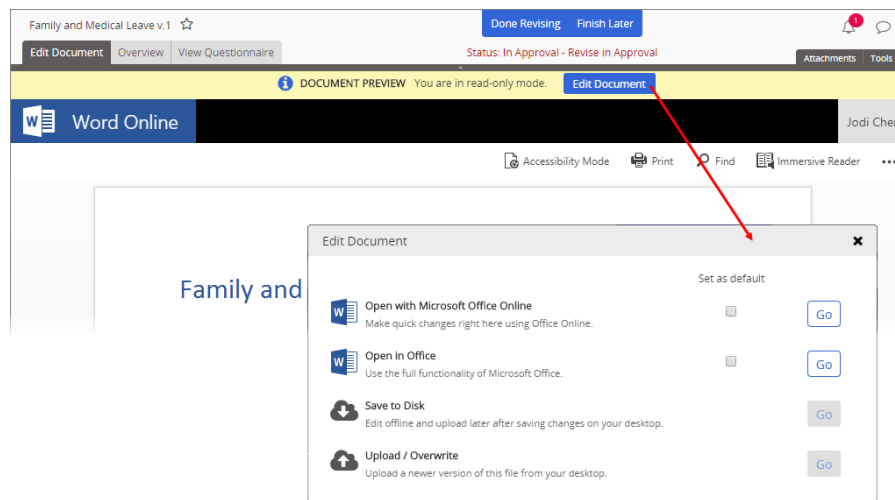 Family and Medical Leave v.1
Done Revising Finish Later
1
Edit Document Overview View Questionnaire
Status: In Approval - Revise in Approval
Attachments Tools
DOCUMENT PREVIEW You are in read-only mode. Edit Document
W Word Online
Jodi Cher
Accessibility Mode Print Find Immersive Reader
Family and
Edit Document
Set as default
Open with Microsoft Office Online
Make quick changes right here using Office Online.
Go
Open in Office
Use the full functionality of Microsoft Office.
Go
Save to Disk
Edit offline and upload later after saving changes on your desktop.
Go
Upload / Overwrite
Upload a newer version of this file from your desktop.
Go